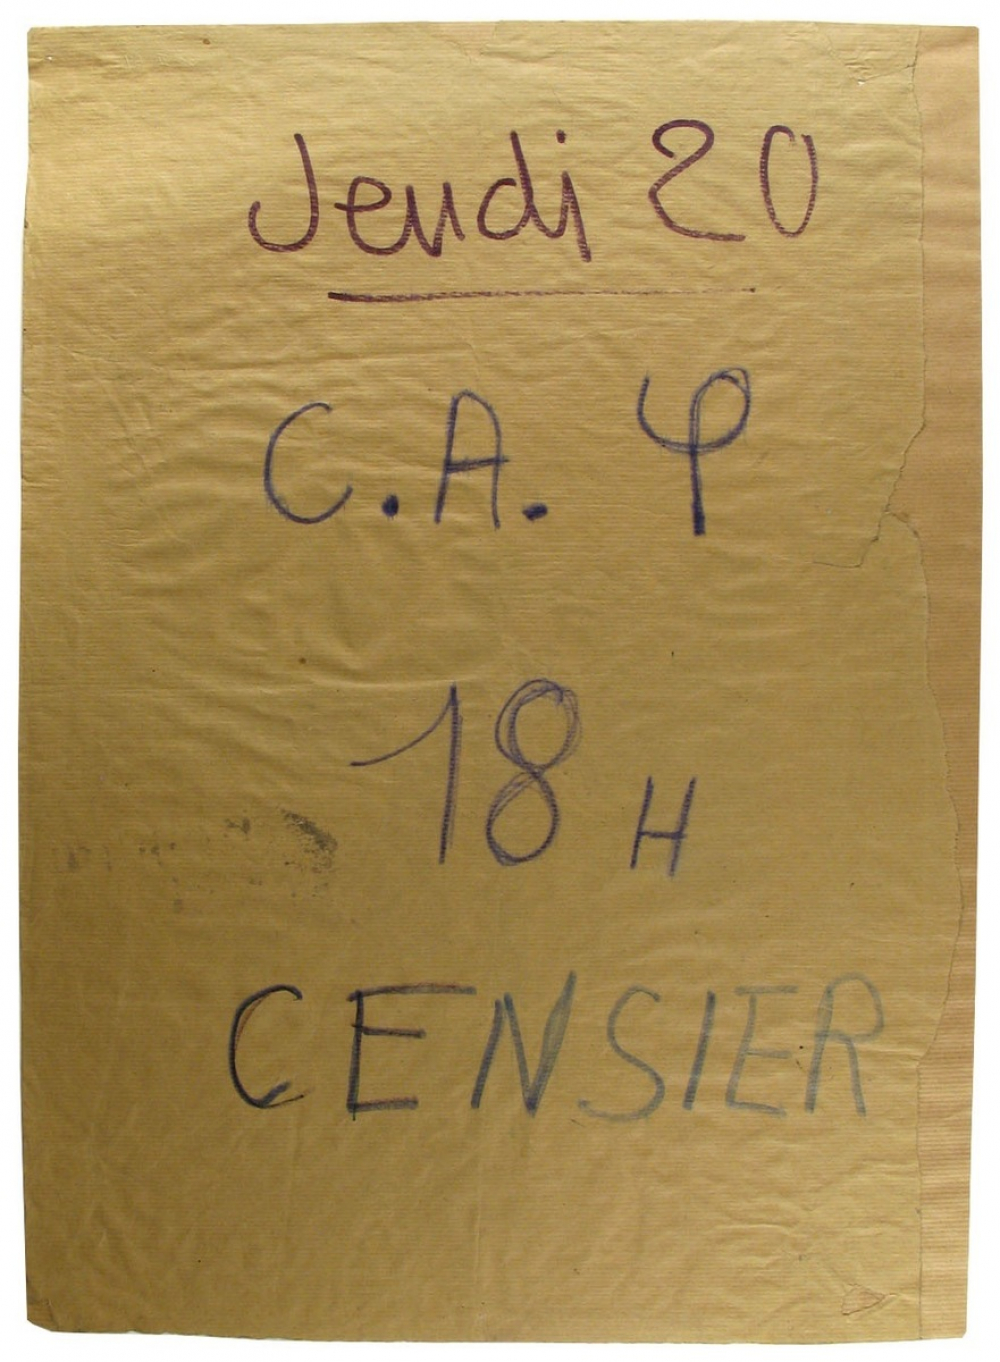 Jeudi 20
C.A. φ
18 H
CENSIER